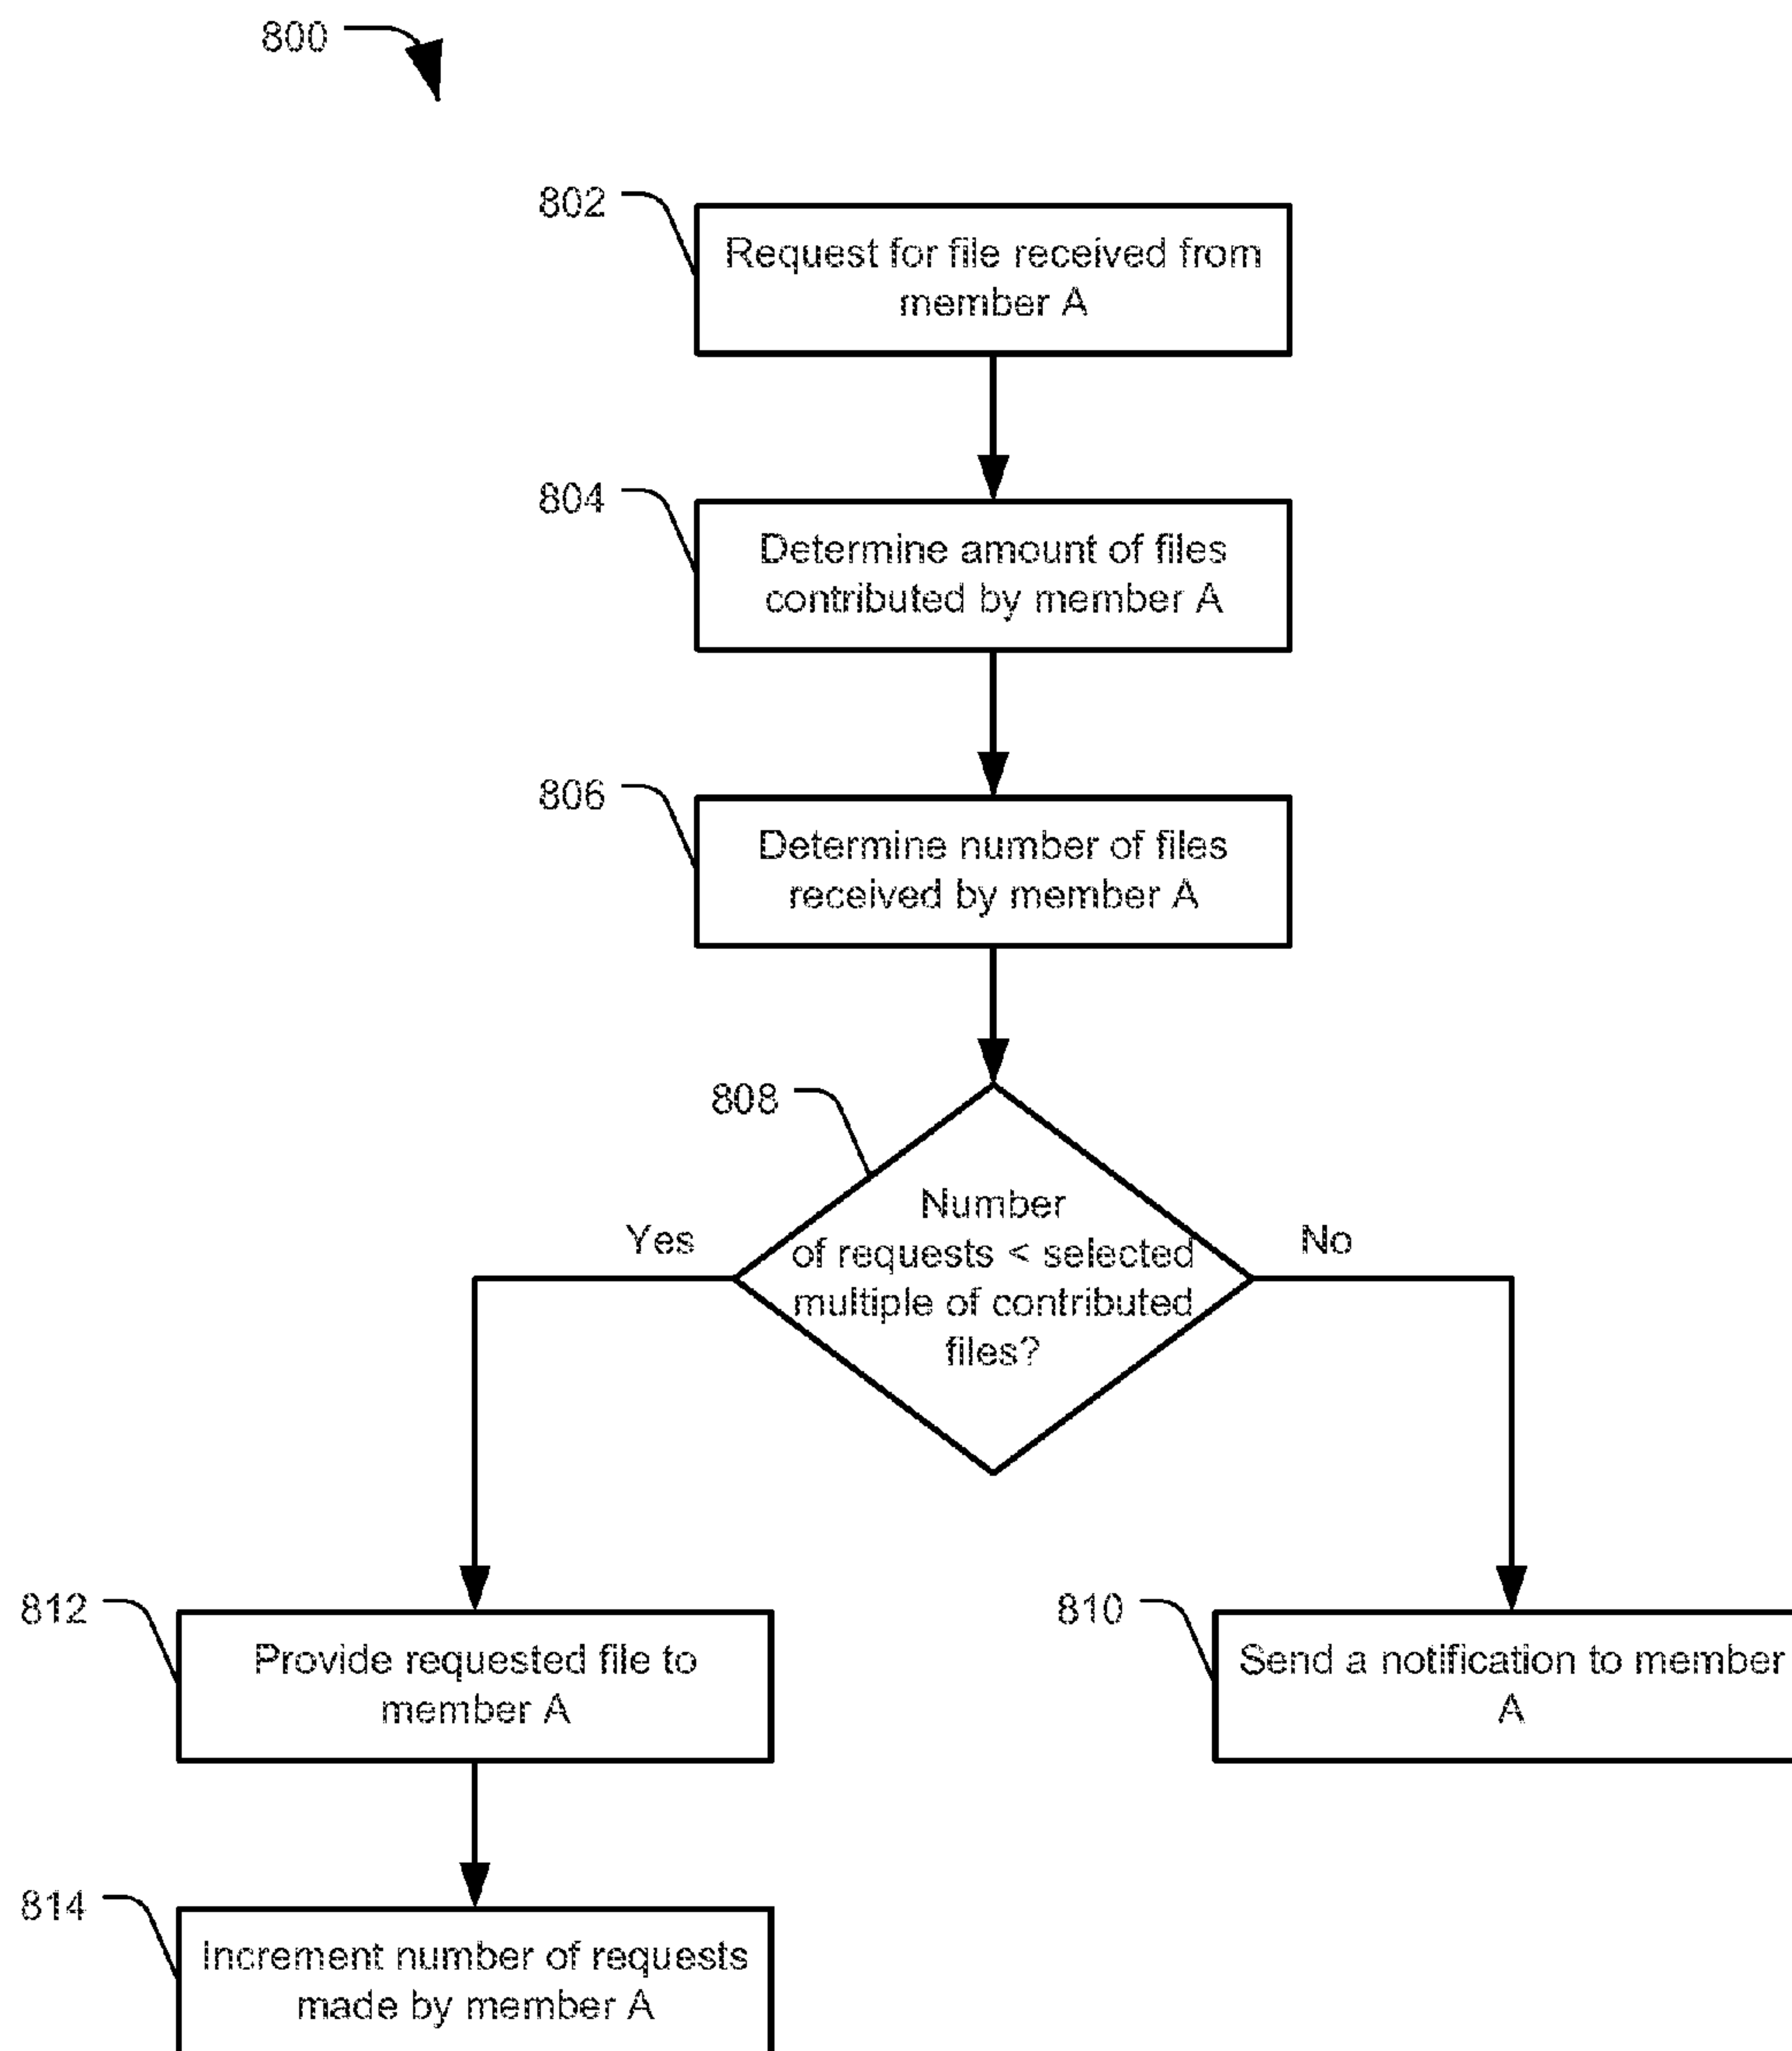 800
802
Request for file received from
member A
804
Determine amount of files
contributed by member A
806
Determine number of files
received by member A
808
Number
of requests < selected
multiple of contributed
files?
Yes
No
812
Provide requested file to
member A
810
Send a notification to member
A
814
Increment number of requests
made by member A